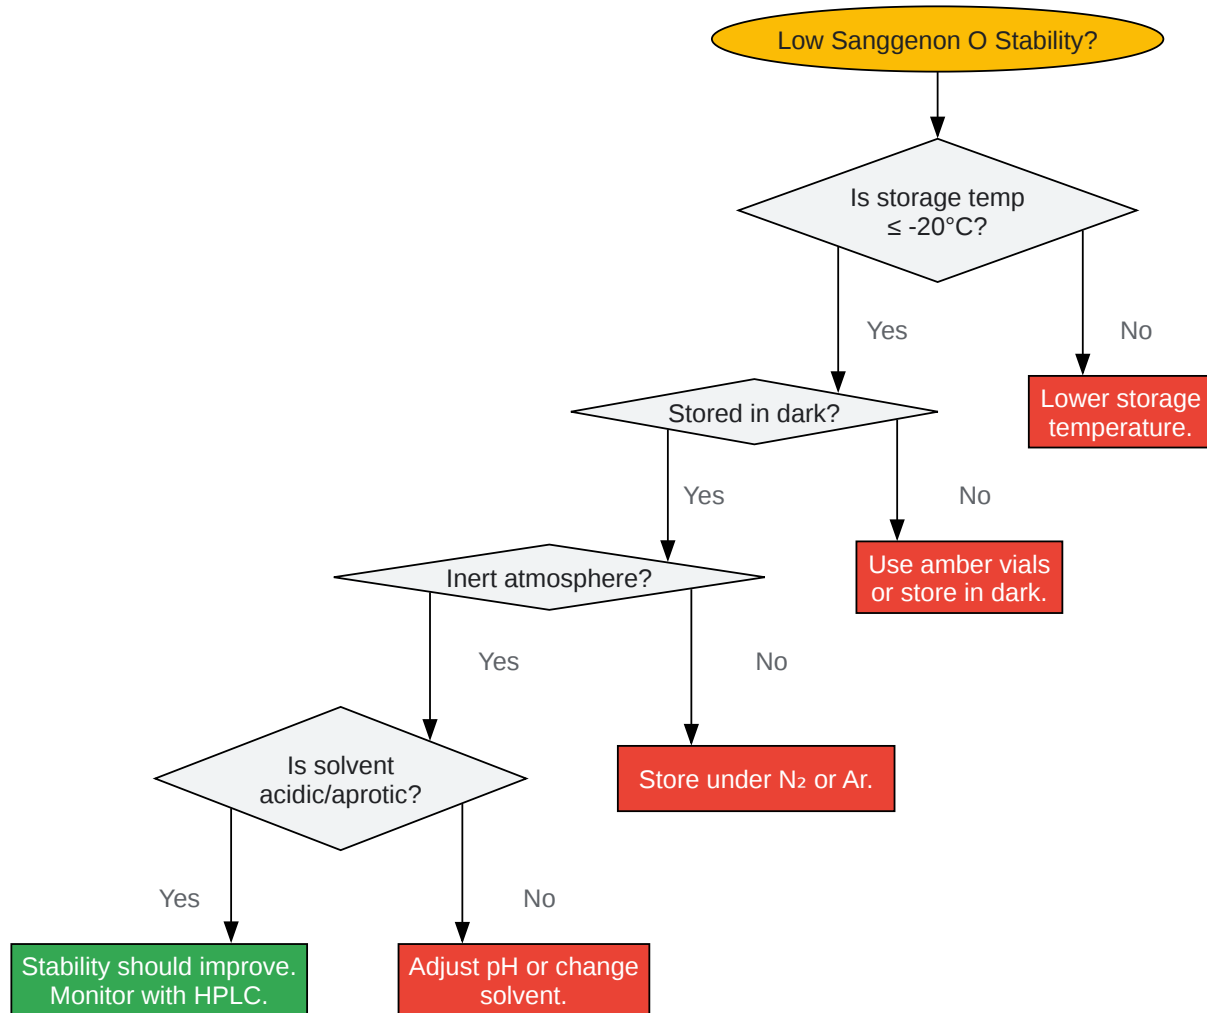 Low Sanggenon O Stability?
Is storage temp
≤ -20°C?
Yes
No
Lower storage
temperature.
Stored in dark?
Yes
No
Use amber vials
or store in dark.
Inert atmosphere?
Yes
No
Store under N₂ or Ar.
Is solvent
acidic/aprotic?
Yes
No
Stability should improve.
Monitor with HPLC.
Adjust pH or change
solvent.